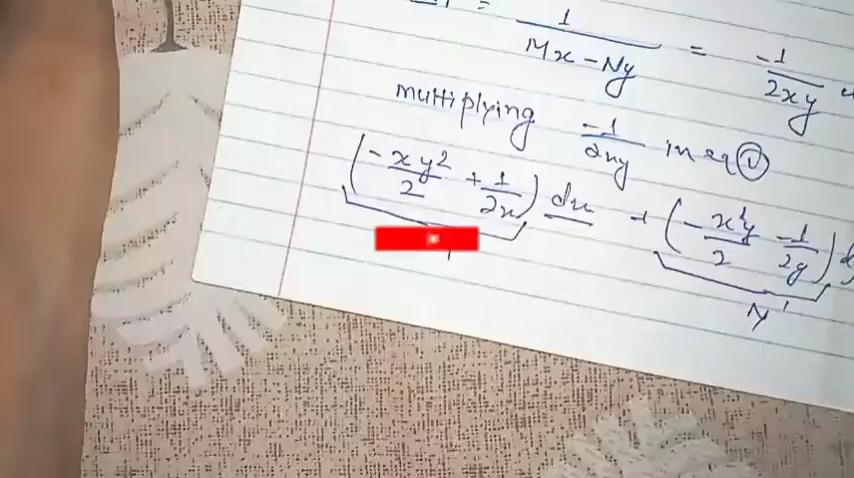 = 1/(Mx - Ny) = -1/(2xy)
multiplying -1/(2xy) in eq ①
(-xy²/2 + 1/2x) dx + (-x²y/2 - 1/2y) d
N'